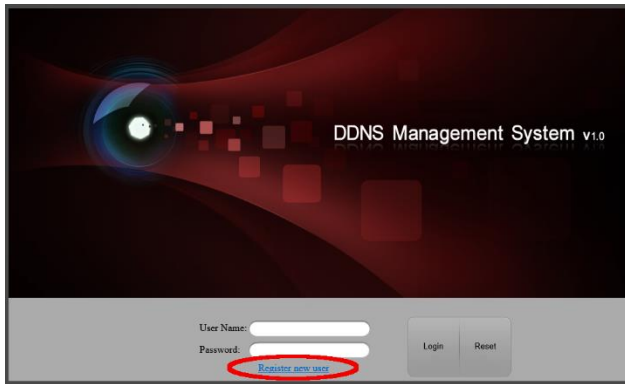 DDNS Management System v1.0
User Name:
Password:
Login Reset
Register new user